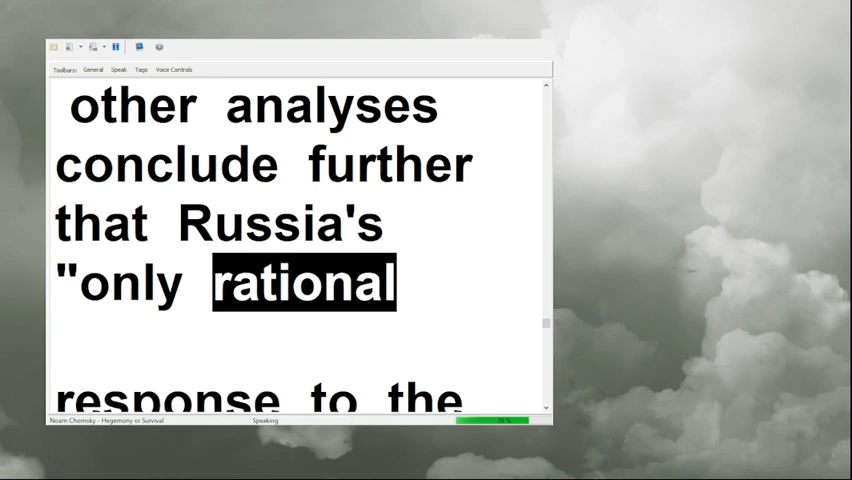 Toolbars: General Speak Tags Voice Controls
other analyses
conclude further
that Russia's
"only rational
response to the
Noam Chomsky - Hegemony or Survival Speaking 76 %